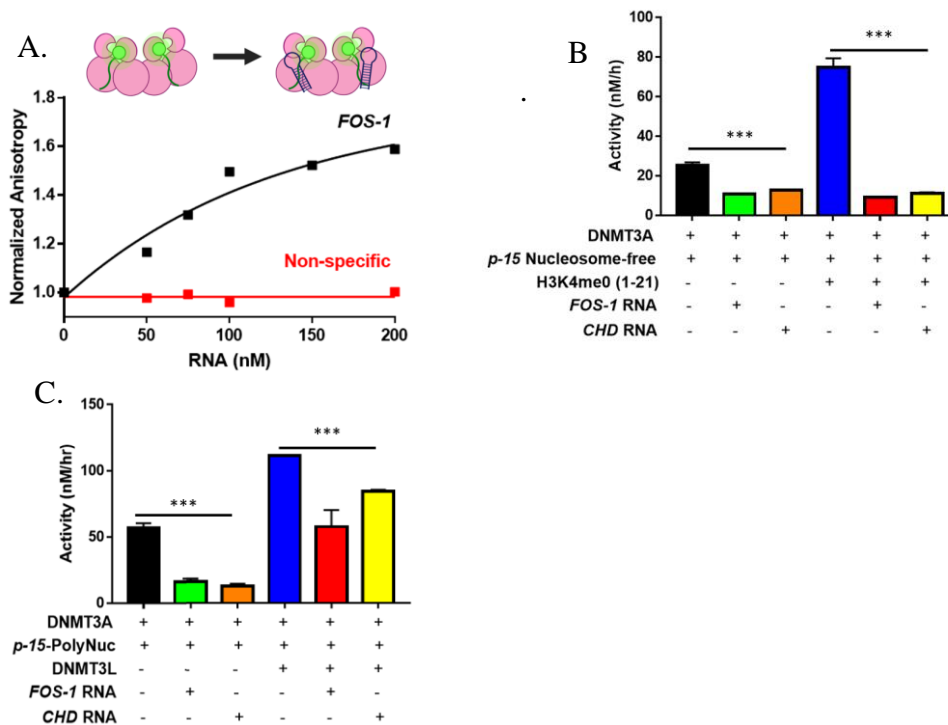 A.
1.8
1.6
1.4
1.2
1.0
Normalized Anisotropy
FOS-1
Non-specific
0 50 100 150 200
RNA (nM)
B
***
***
80
60
40
20
0
Activity (nM/h)
DNMT3A + + + + + +
p-15 Nucleosome-free + + + + + +
H3K4me0 (1-21) - - - + + +
FOS-1 RNA - + - - + -
CHD RNA - - + - - +
.
C.
***
***
150
100
50
0
Activity (nM/hr)
DNMT3A + + + + + +
p-15-PolyNuc + + + + + +
DNMT3L - - - + + +
FOS-1 RNA - + - - + -
CHD RNA - - + - - +